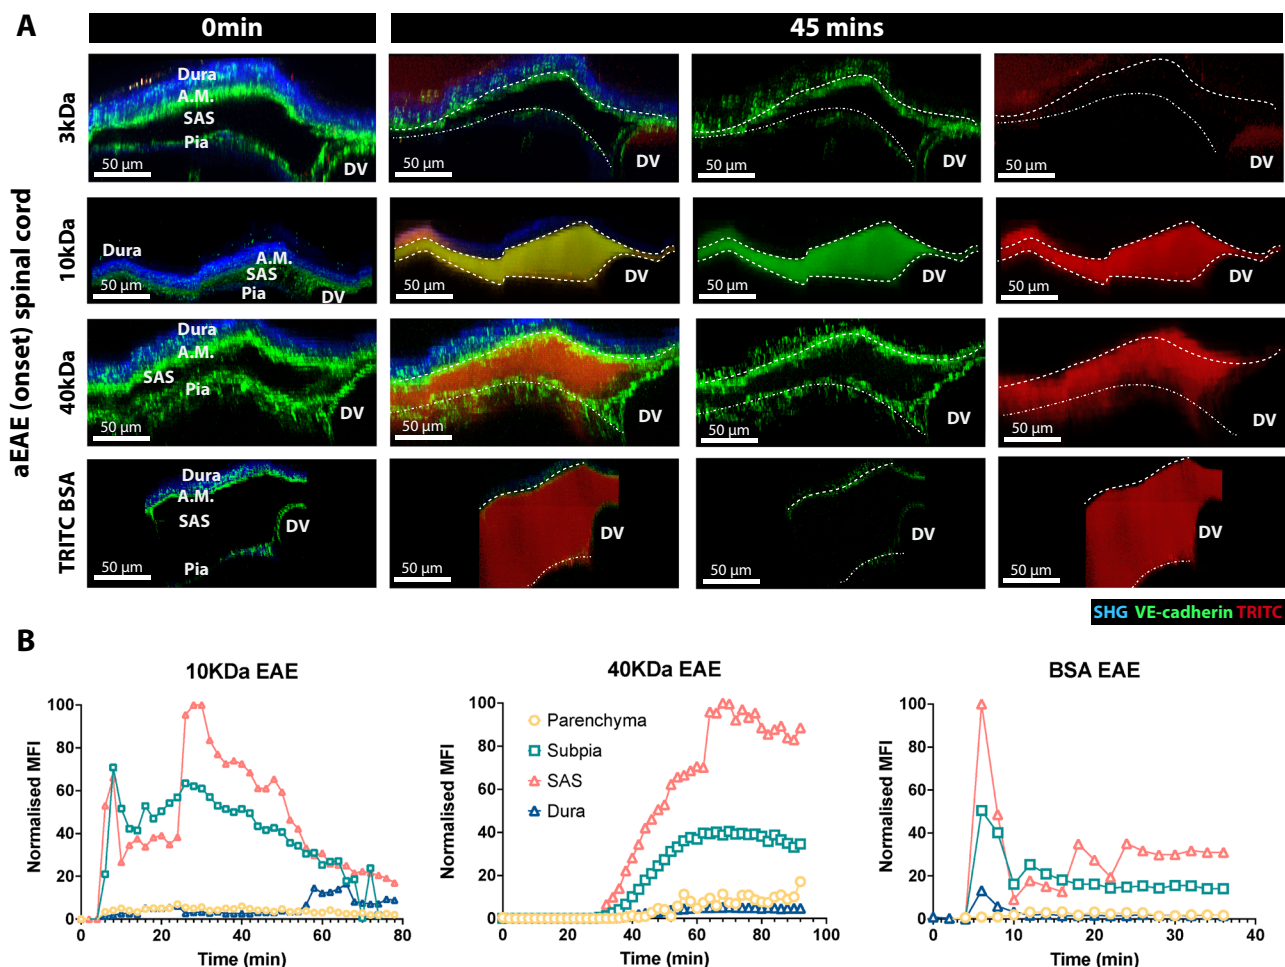 A
0min
45 mins
aEAE (onset) spinal cord
3kDa
Dura
A.M.
SAS
Pia
DV
50 µm
DV
50 µm
DV
50 µm
DV
50 µm
10kDa
Dura
A.M.
SAS
Pia
DV
50 µm
DV
50 µm
DV
50 µm
DV
50 µm
40kDa
Dura
A.M.
SAS
Pia
DV
50 µm
DV
50 µm
DV
50 µm
DV
50 µm
TRITC BSA
Dura
A.M.
SAS
DV
Pia
50 µm
DV
50 µm
DV
50 µm
DV
50 µm
SHG VE-cadherin TRITC
B
10KDa EAE
Normalised MFI
100
80
60
40
20
0
0 20 40 60 80
Time (min)
40KDa EAE
Normalised MFI
100
80
60
40
20
0
Parenchyma
Subpia
SAS
Dura
0 20 40 60 80 100
Time (min)
BSA EAE
Normalised MFI
100
80
60
40
20
0
0 10 20 30 40
Time (min)